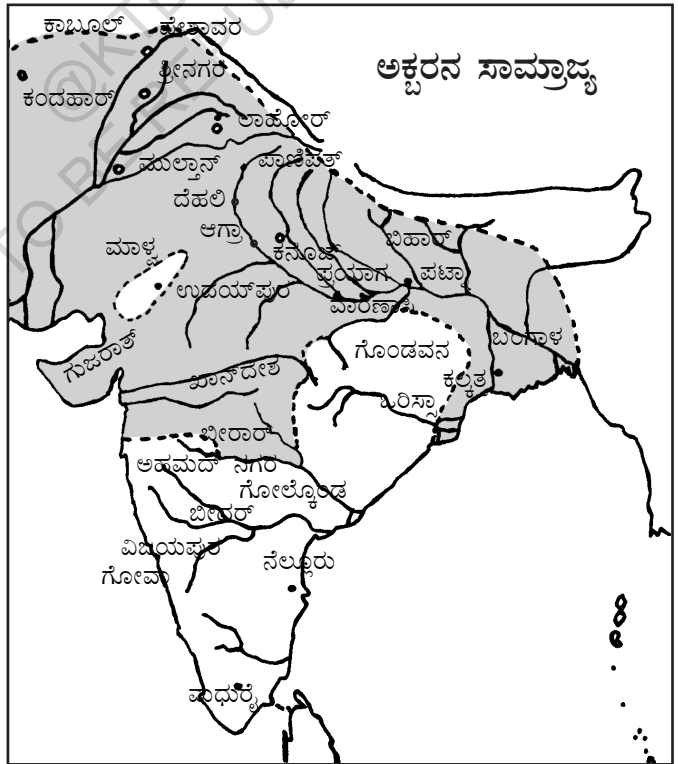 ಅಕ್ಬರನ ಸಾಮ್ರಾಜ್ಯ
ಕಾಬೂಲ್
ಪೇಶಾವರ
ಶ್ರೀನಗರ
ಕಂದಹಾರ್
ಲಾಹೋರ್
ಮುಲ್ತಾನ್
ಪಾಣಿಪತ್
ದೆಹಲಿ
ಆಗ್ರಾ
ಕನೂಜ್
ಬಿಹಾರ್
ಮಾಳ್ವ
ಪ್ರಯಾಗ
ಪಟ್ನಾ
ಉದಯ್‌ಪುರ
ವಾರಣಾಸಿ
ಬಂಗಾಳ
ಗುಜರಾತ್
ಗೊಂಡವನ
ಖಾನ್‌ದೇಶ
ಕಲ್ಕತ್ತ
ಒರಿಸ್ಸಾ
ಬೀರಾರ್
ಅಹಮದ್ ನಗರ
ಗೋಲ್ಕೊಂಡ
ಬೀದರ್
ವಿಜಯಪುರ
ಗೋವಾ
ನೆಲ್ಲೂರು
ಮಧುರೈ